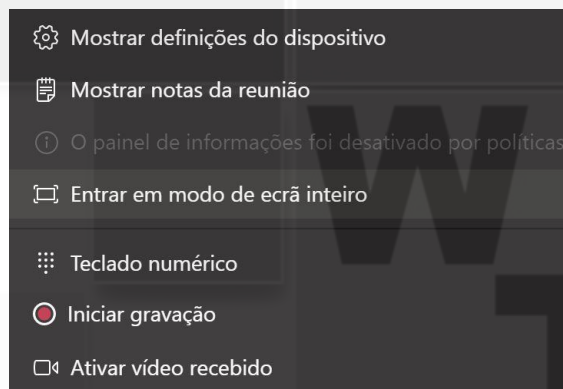 Mostrar definições do dispositivo
Mostrar notas da reunião
O painel de informações foi desativado por políticas
Entrar em modo de ecrã inteiro
Teclado numérico
Iniciar gravação
Ativar vídeo recebido
W
T